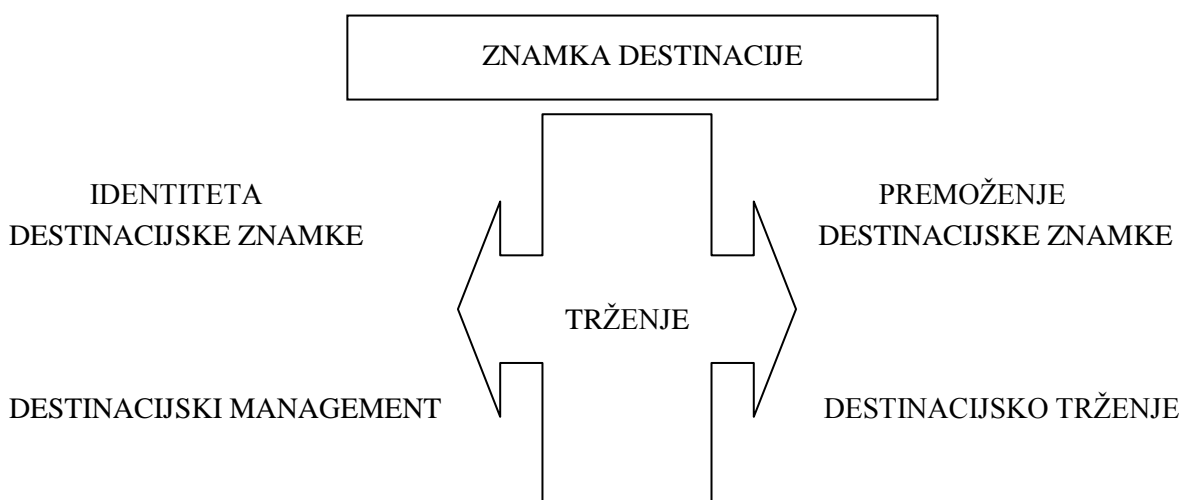 ZNAMKA DESTINACIJE
IDENTITETA
DESTINACIJSKE ZNAMKE
PREMOŽENJE
DESTINACIJSKE ZNAMKE
TRŽENJE
DESTINACIJSKI MANAGEMENT
DESTINACIJSKO TRŽENJE